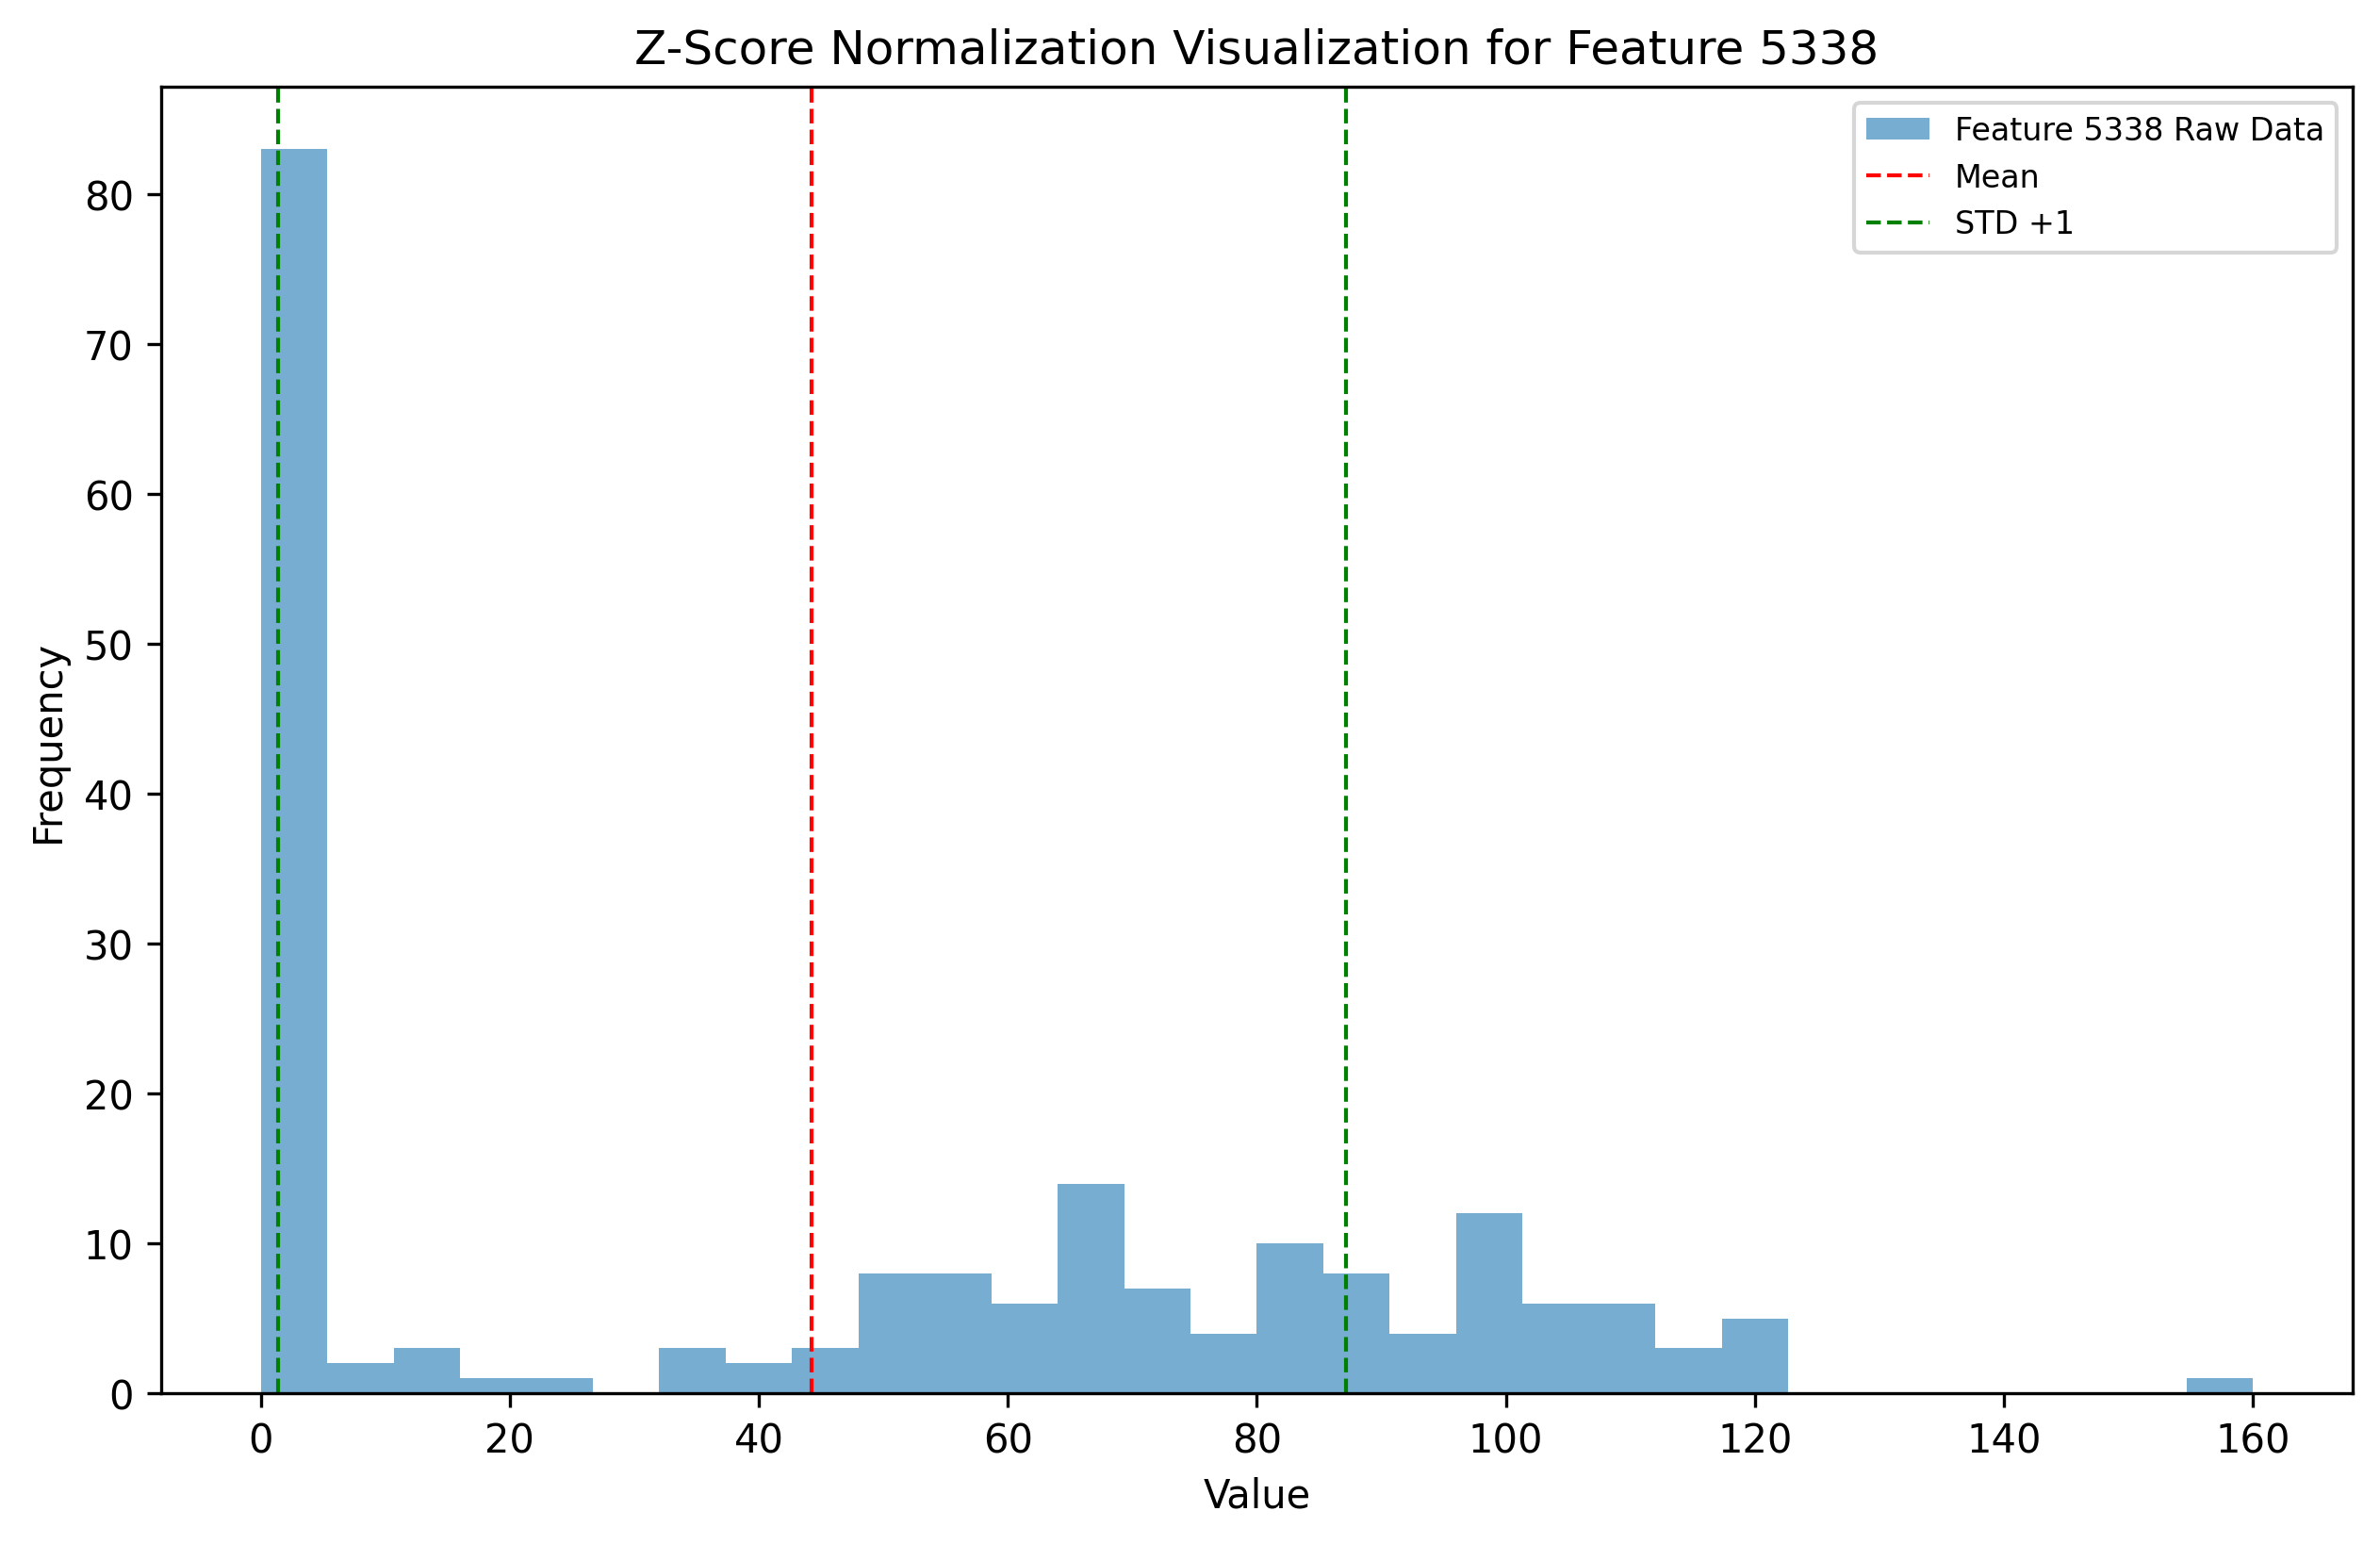 Z-Score Normalization Visualization for Feature 5338
Feature 5338 Raw Data
Mean
STD +1
80
70
60
50
40
30
20
10
0
Frequency
0 20 40 60 80 100 120 140 160
Value